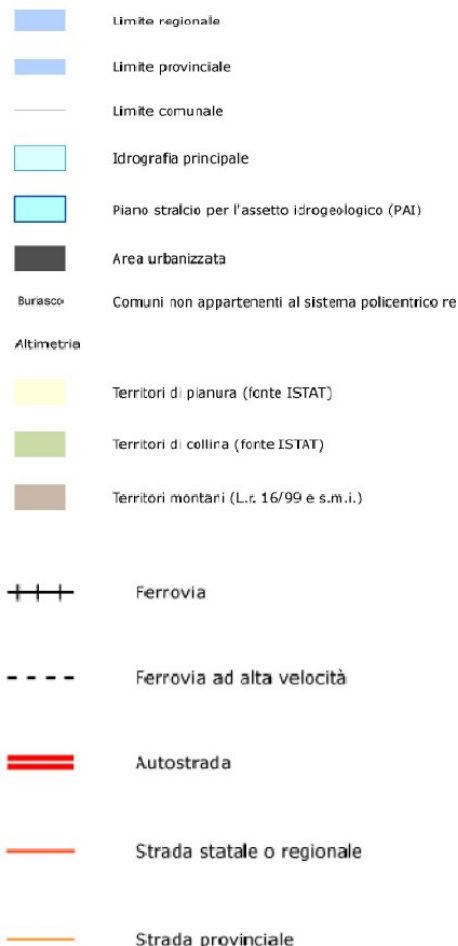 Limite regionale
Limite provinciale
Limite comunale
Idrografia principale
Piano stralcio per l'assetto idrogeologico (PAI)
Area urbanizzata
Buriasco Comuni non appartenenti al sistema policentrico re
Altimetria
Territori di pianura (fonte ISTAT)
Territori di collina (fonte ISTAT)
Territori montani (L.r. 16/99 e s.m.i.)
Ferrovia
Ferrovia ad alta velocità
Autostrada
Strada statale o regionale
Strada provinciale